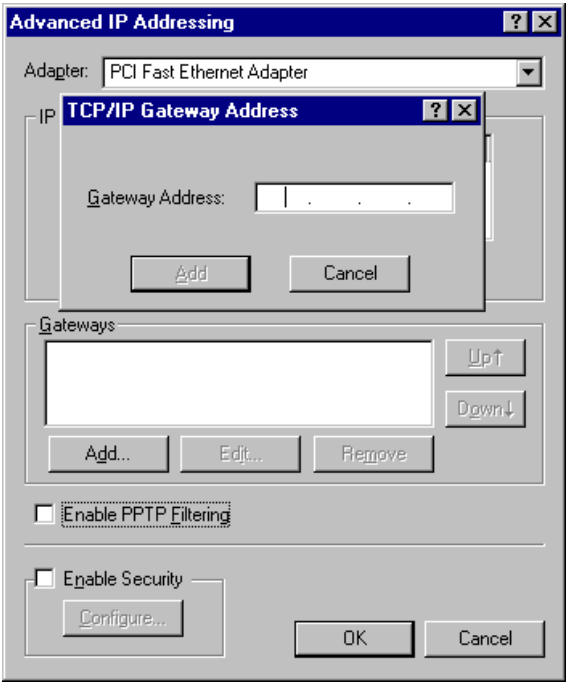 Advanced IP Addressing
Adapter: PCI Fast Ethernet Adapter
IP
TCP/IP Gateway Address
Gateway Address: . . .
Add Cancel
Gateways
Up↑
Down↓
Add... Edit... Remove
Enable PPTP Filtering
Enable Security
Configure...
OK Cancel